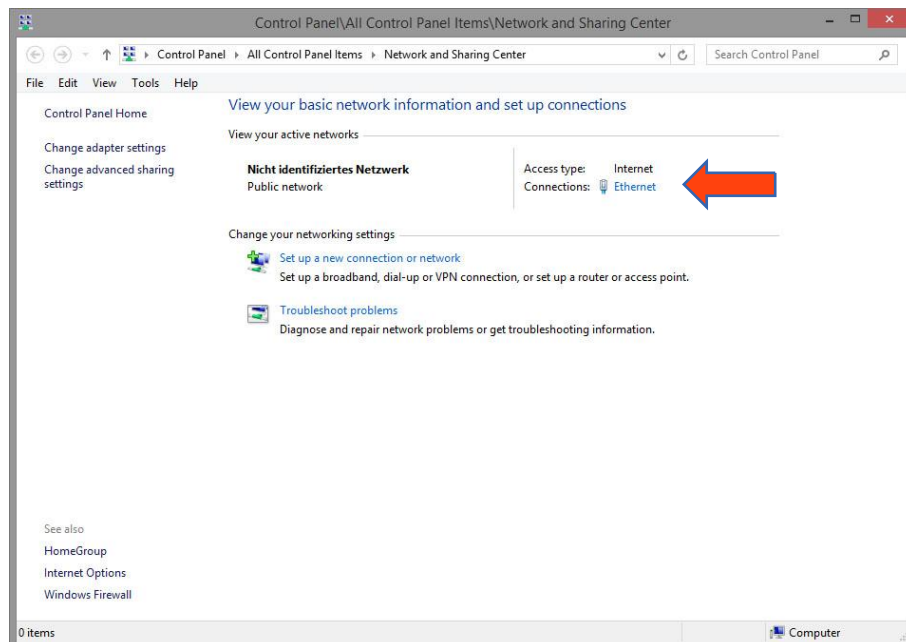 Control Panel\All Control Panel Items\Network and Sharing Center
Control Panel All Control Panel Items Network and Sharing Center
Search Control Panel
File Edit View Tools Help
Control Panel Home
Change adapter settings
Change advanced sharing
settings
View your basic network information and set up connections
View your active networks
Nicht identifiziertes Netzwerk
Public network
Access type: Internet
Connections: Ethernet
Change your networking settings
Set up a new connection or network
Set up a broadband, dial-up or VPN connection, or set up a router or access point.
Troubleshoot problems
Diagnose and repair network problems or get troubleshooting information.
See also
HomeGroup
Internet Options
Windows Firewall
0 items
Computer